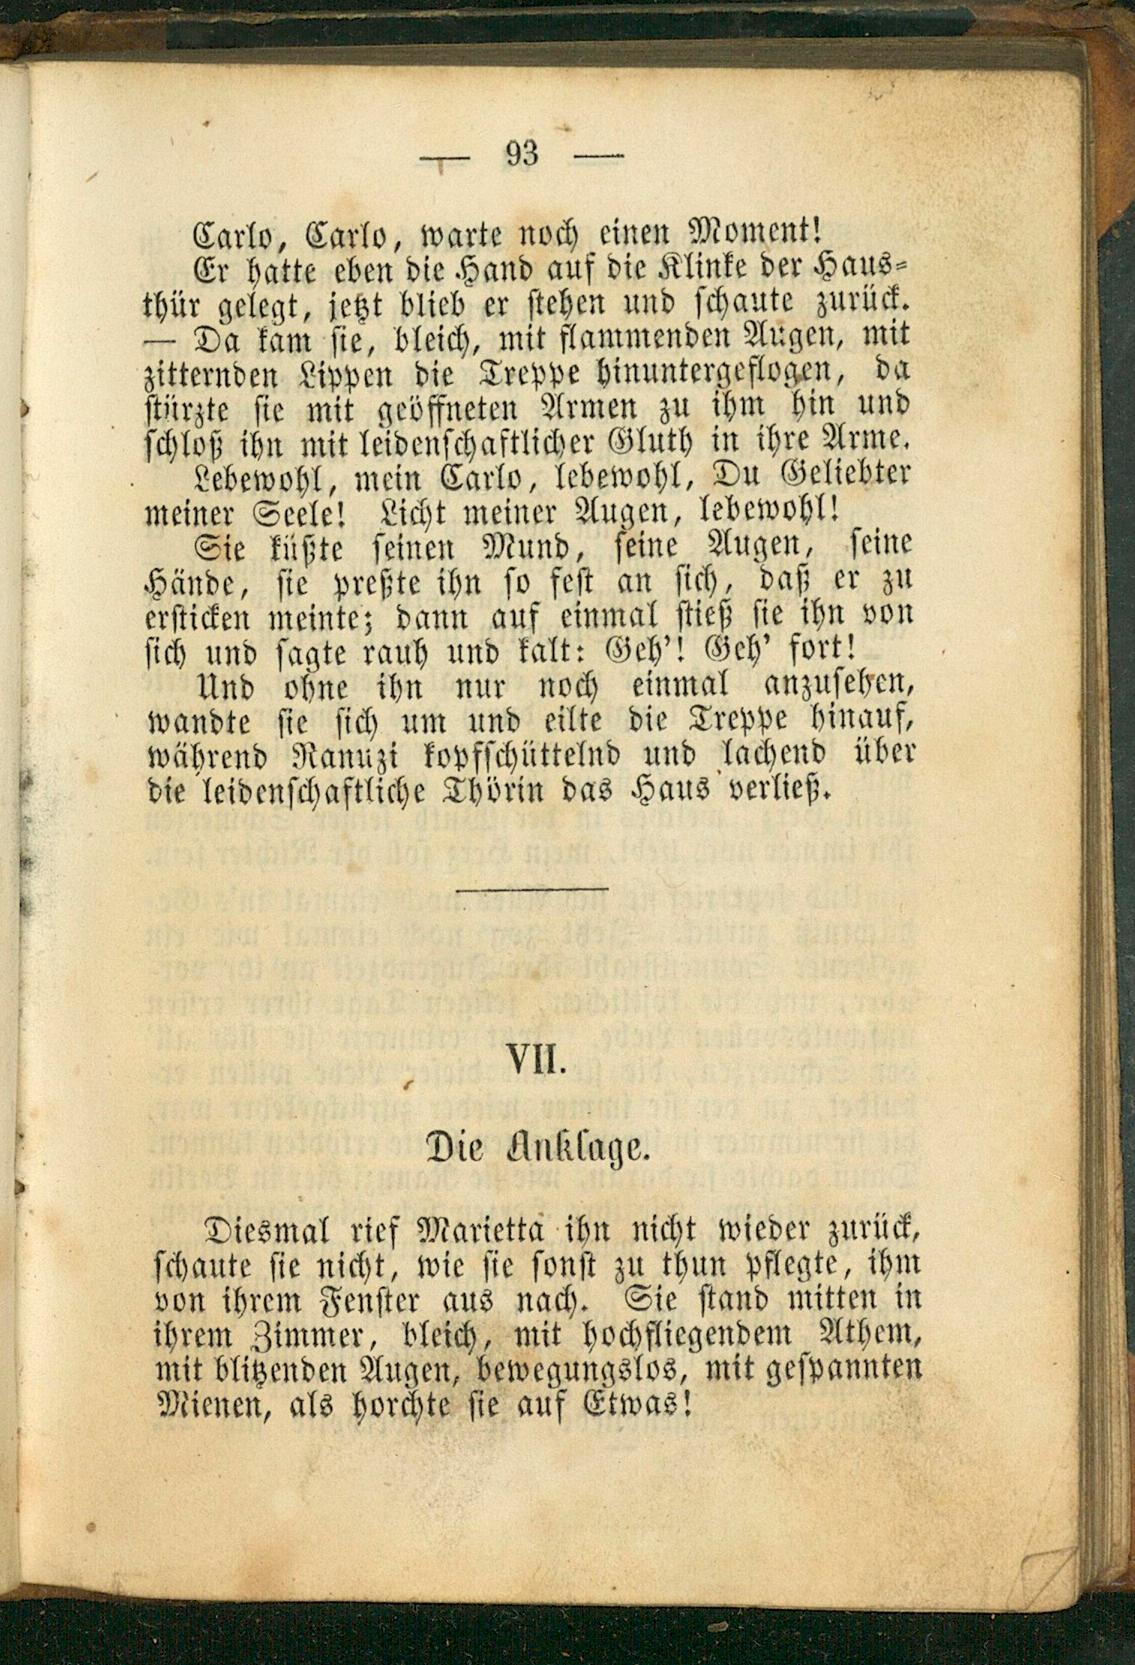 — 93 —
Carlo, Carlo, warte noch einen Moment!
Er hatte eben die Hand auf die Klinke der Haus-
thür gelegt, jetzt blieb er stehen und schaute zurück.
— Da kam sie, bleich, mit flammenden Augen, mit
zitternden Lippen die Treppe hinuntergeflogen, da
stürzte sie mit geöffneten Armen zu ihm hin und
schloß ihn mit leidenschaftlicher Gluth in ihre Arme.
Lebewohl, mein Carlo, lebewohl, Du Geliebter
meiner Seele! Licht meiner Augen, lebewohl!
Sie küßte seinen Mund, seine Augen, seine
Hände, sie preßte ihn so fest an sich, daß er zu
ersticken meinte; dann auf einmal stieß sie ihn von
sich und sagte rauh und kalt: Geh'! Geh' fort!
Und ohne ihn nur noch einmal anzusehen,
wandte sie sich um und eilte die Treppe hinauf,
während Ranuzi kopfschüttelnd und lachend über
die leidenschaftliche Thörin das Haus verließ.
VII.
Die Anklage.
Diesmal rief Marietta ihn nicht wieder zurück,
schaute sie nicht, wie sie sonst zu thun pflegte, ihm
von ihrem Fenster aus nach. Sie stand mitten in
ihrem Zimmer, bleich, mit hochfliegendem Athem,
mit blitzenden Augen, bewegungslos, mit gespannten
Mienen, als horchte sie auf Etwas!